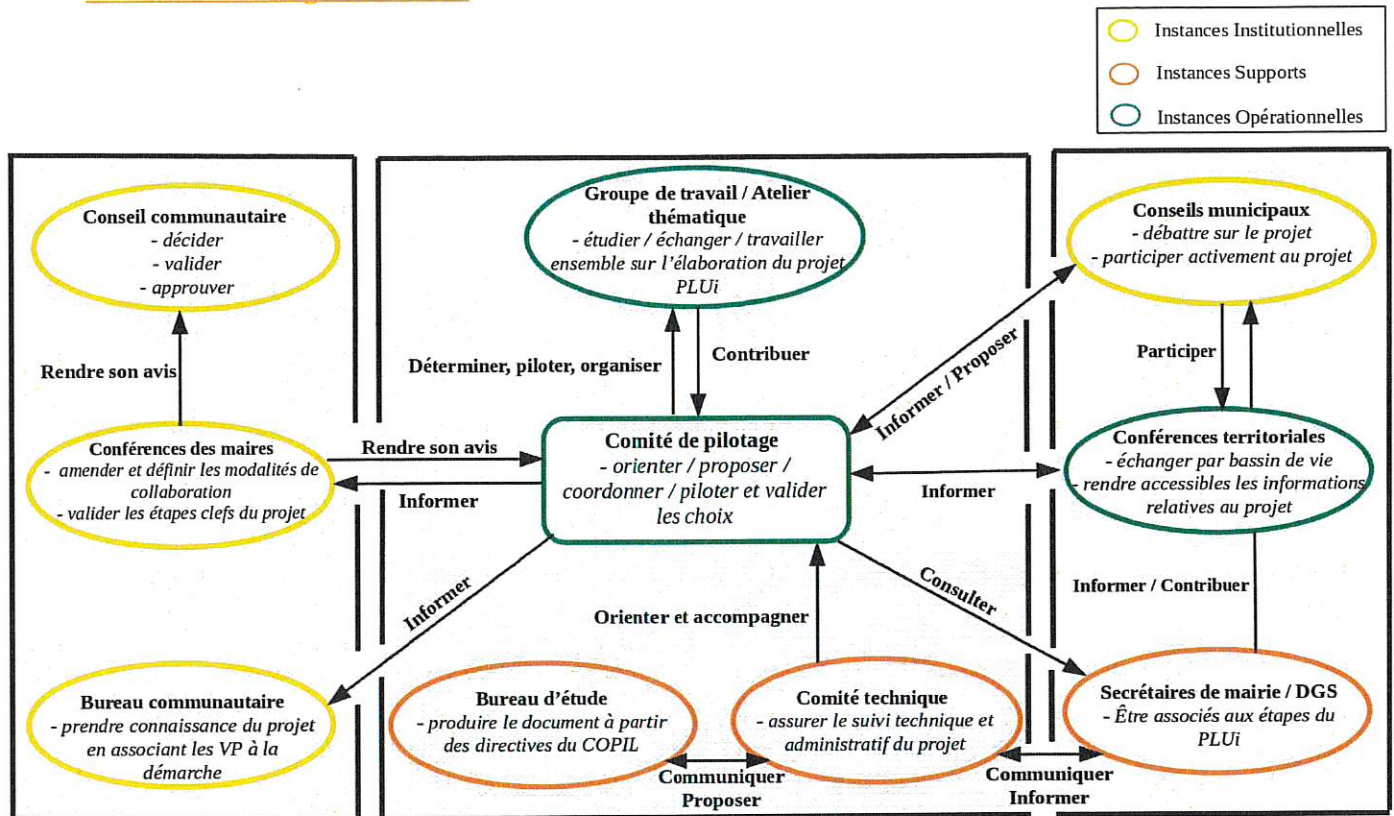 Instances Institutionnelles
Instances Supports
Instances Opérationnelles
Conseil communautaire
- décider
- valider
- approuver
Rendre son avis
Conférences des maires
- amender et définir les modalités de
collaboration
- valider les étapes clefs du projet
Bureau communautaire
- prendre connaissance du projet
en associant les VP à la
démarche
Groupe de travail / Atelier
thématique
- étudier / échanger / travailler
ensemble sur l'élaboration du projet
PLUi
Déterminer, piloter, organiser
Contribuer
Rendre son avis
Informer
Comité de pilotage
- orienter / proposer /
coordonner / piloter et valider
les choix
Informer / Proposer
Informer
Informer
Consulter
Orienter et accompagner
Bureau d'étude
- produire le document à partir
des directives du COPIL
Communiquer
Proposer
Comité technique
- assurer le suivi technique et
administratif du projet
Communiquer
Informer
Conseils municipaux
- débattre sur le projet
- participer activement au projet
Participer
Conférences territoriales
- échanger par bassin de vie
- rendre accessibles les informations
relatives au projet
Informer / Contribuer
Secrétaires de mairie / DGS
- Être associés aux étapes du
PLUi